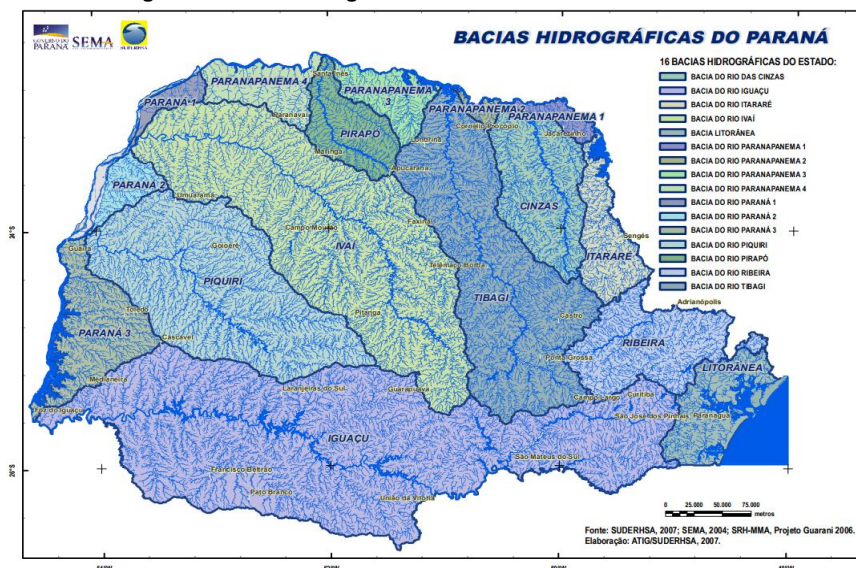 GOVERNO DO
PARANÁ
SEMA
SUDERHSA
BACIAS HIDROGRÁFICAS DO PARANÁ
16 BACIAS HIDROGRÁFICAS DO ESTADO:
BACIA DO RIO DAS CINZAS
BACIA DO RIO IGUAÇU
BACIA DO RIO ITARARÉ
BACIA DO RIO IVAÍ
BACIA LITORÂNEA
BACIA DO RIO PARANAPANEMA 1
BACIA DO RIO PARANAPANEMA 2
BACIA DO RIO PARANAPANEMA 3
BACIA DO RIO PARANAPANEMA 4
BACIA DO RIO PARANÁ 1
BACIA DO RIO PARANÁ 2
BACIA DO RIO PARANÁ 3
BACIA DO RIO PIQUIRI
BACIA DO RIO PIRAPÓ
BACIA DO RIO RIBEIRA
BACIA DO RIO TIBAGI
PARANAPANEMA 4
Santa Inês
PARANAPANEMA
3
PARANÁ 1
PARANAPANEMA 2
PARANAPANEMA 1
Paranavaí
Cornélio Procópio
Jacarezinho
PIRAPÓ
Londrina
Maringá
Apucarana
PARANÁ 2
Umuarama
CINZAS
Faxinal
Campo Mourão
Sengés
Goioerê
IVAÍ
Guaíra
ITARARÉ
Telêmaco Borba
PIQUIRI
TIBAGI
Adrianópolis
Toledo
Pitanga
Castro
PARANÁ 3
Cascavel
RIBEIRA
Ponta Grossa
LITORÂNEA
Medianeira
Laranjeiras do Sul
Guarapuava
Campo Largo
Curitiba
Foz do Iguaçu
São José dos Pinhais
Paranaguá
IGUAÇU
São Mateus do Sul
Francisco Beltrão
Pato Branco
União da Vitória
24°S
26°S
0 25.000 50.000 75.000
metros
Fonte: SUDERHSA, 2007; SEMA, 2004; SRH-MMA, Projeto Guarani 2006.
Elaboração: ATIG/SUDERHSA, 2007.